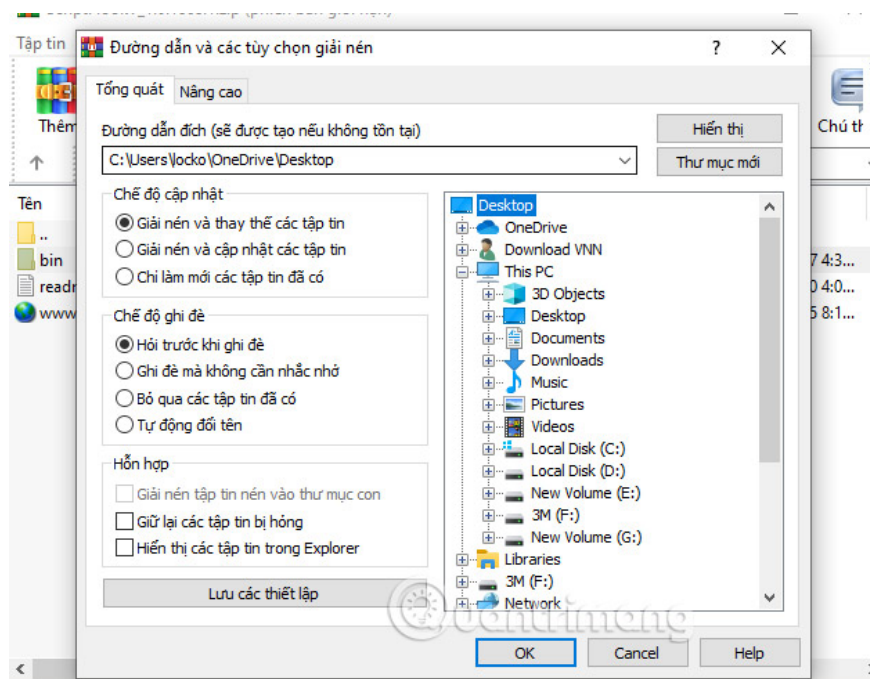 Tập tin
Đường dẫn và các tùy chọn giải nén
?
Tổng quát
Nâng cao
Thêm
Chú th
Đường dẫn đích (sẽ được tạo nếu không tồn tại)
Hiển thị
C:\Users\locko\OneDrive\Desktop
Thư mục mới
Tên
..
bin
readr
www
7 4:3...
0 4:0...
5 8:1...
Chế độ cập nhật
Giải nén và thay thế các tập tin
Giải nén và cập nhật các tập tin
Chỉ làm mới các tập tin đã có
Chế độ ghi đè
Hỏi trước khi ghi đè
Ghi đè mà không cần nhắc nhở
Bỏ qua các tập tin đã có
Tự động đổi tên
Hỗn hợp
Giải nén tập tin nén vào thư mục con
Giữ lại các tập tin bị hỏng
Hiển thị các tập tin trong Explorer
Lưu các thiết lập
Desktop
OneDrive
Download VNN
This PC
3D Objects
Desktop
Documents
Downloads
Music
Pictures
Videos
Local Disk (C:)
Local Disk (D:)
New Volume (E:)
3M (F:)
New Volume (G:)
Libraries
3M (F:)
Network
Quantrimang
OK
Cancel
Help